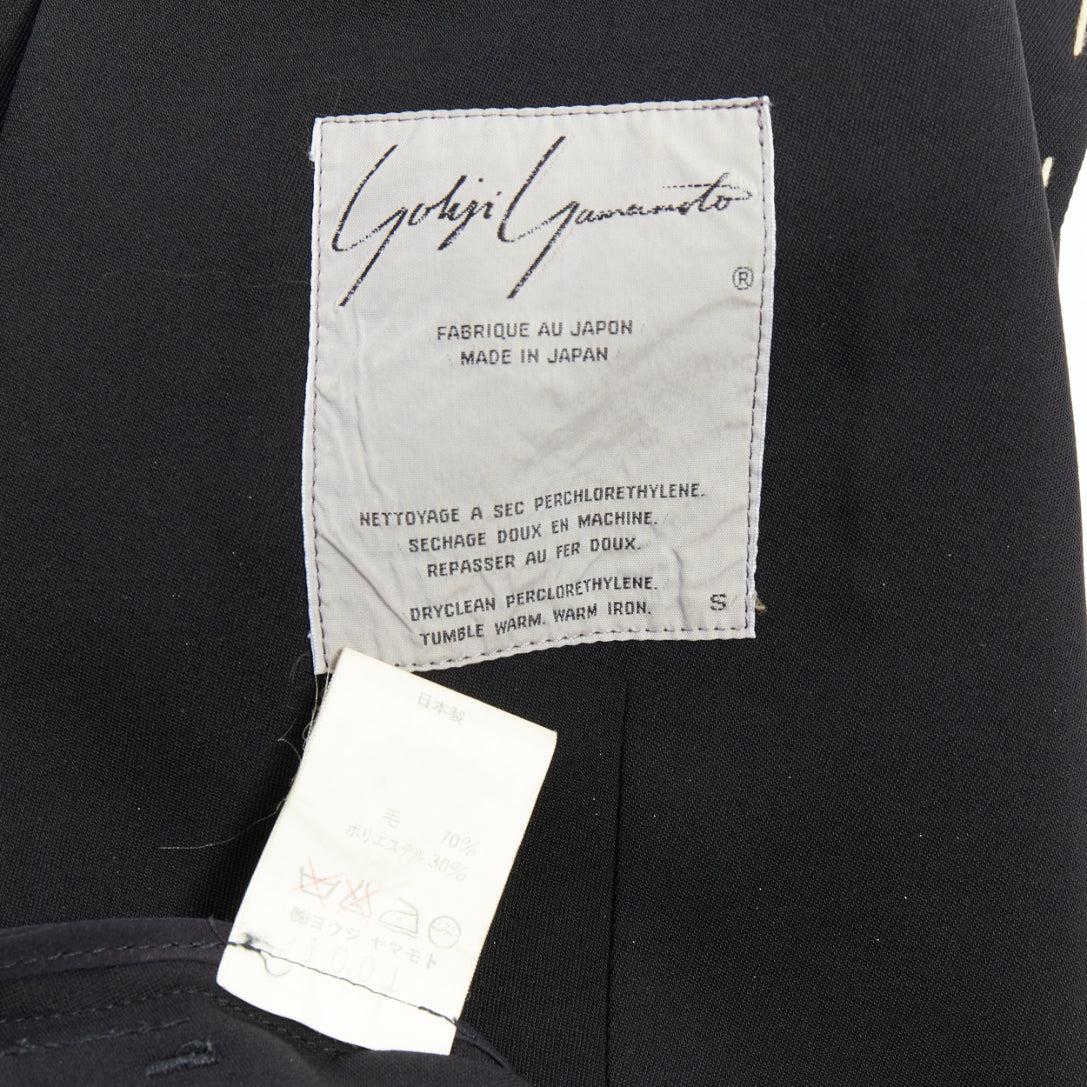 Yohji Yamamoto
®
FABRIQUE AU JAPON
MADE IN JAPAN
NETTOYAGE A SEC PERCHLORETHYLENE.
SECHAGE DOUX EN MACHINE.
REPASSER AU FER DOUX.
DRYCLEAN PERCLORETHYLENE.
TUMBLE WARM. WARM IRON.
S
日本製
毛 70%
ポリエステル 30%
㈱ヨウジ ヤマモト
1001